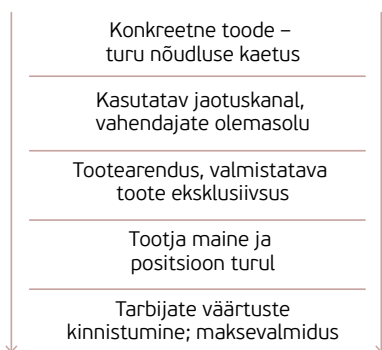 Konkreetne toode –
turu nõudluse kaetus
Kasutatav jaotuskanal,
vahendajate olemasolu
Tootearendus, valmistatava
toote eksklusiivsus
Tootja maine ja
positsioon turul
Tarbijate väärtuste
kinnistumine; maksevalmidus